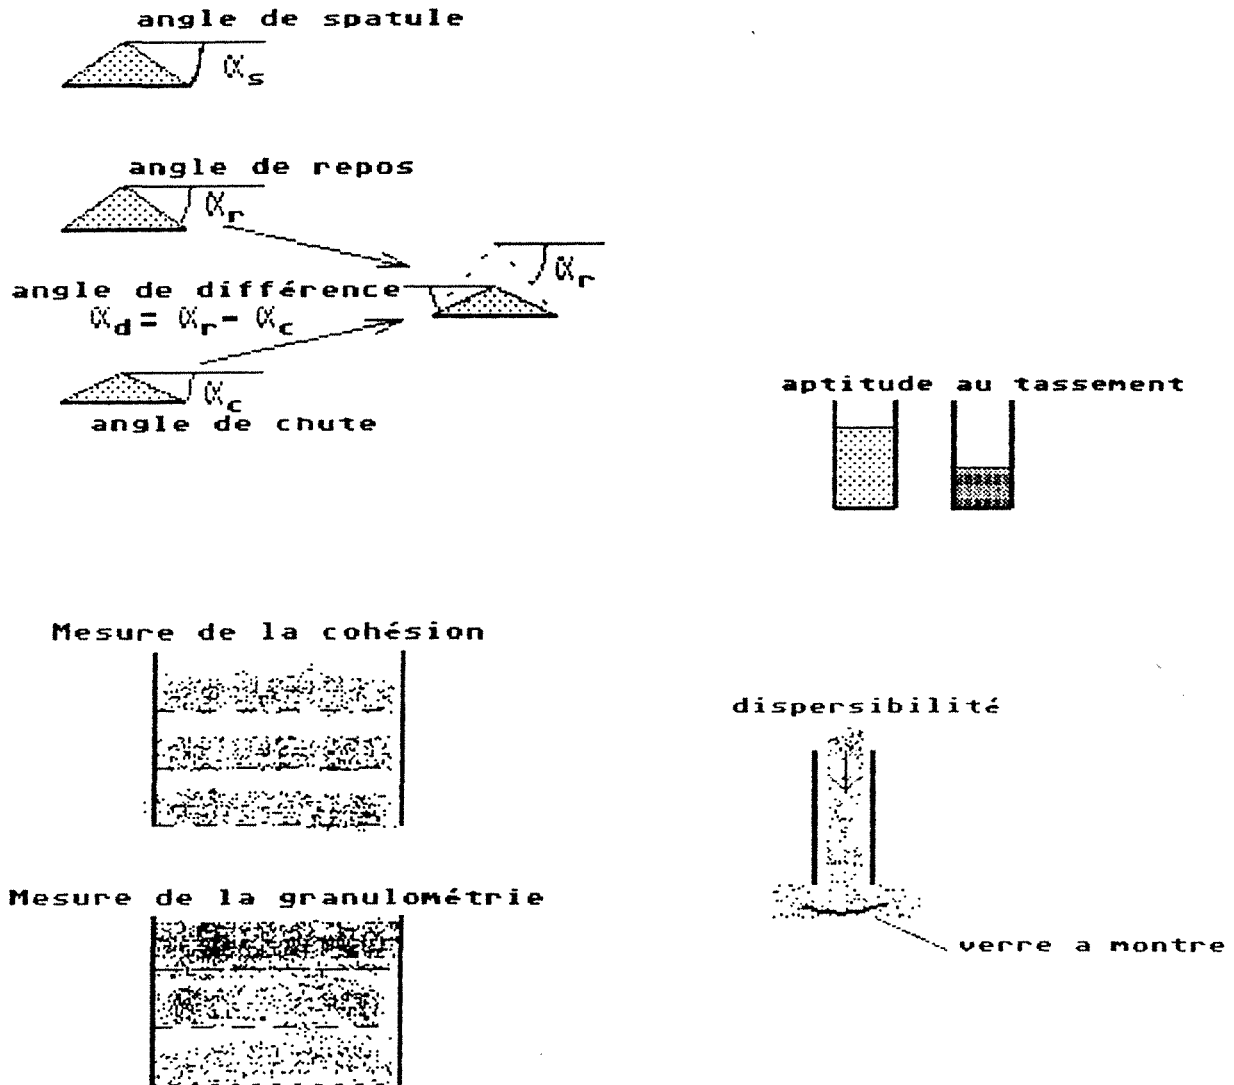 angle de spatule
αs
angle de repos
αr
αr
angle de différence
αd = αr - αc
αc
angle de chute
aptitude au tassement
Mesure de la cohésion
dispersibilité
Mesure de la granulométrie
verre a montre